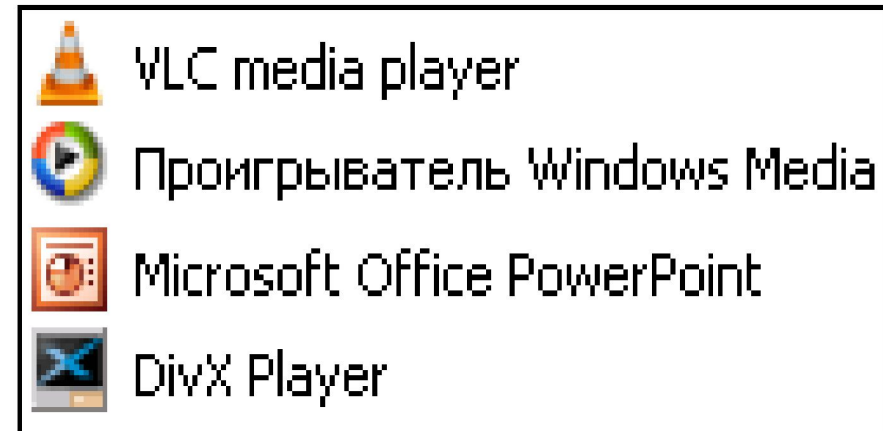 VLC media player
Проигрыватель Windows Media
Microsoft Office PowerPoint
DivX Player